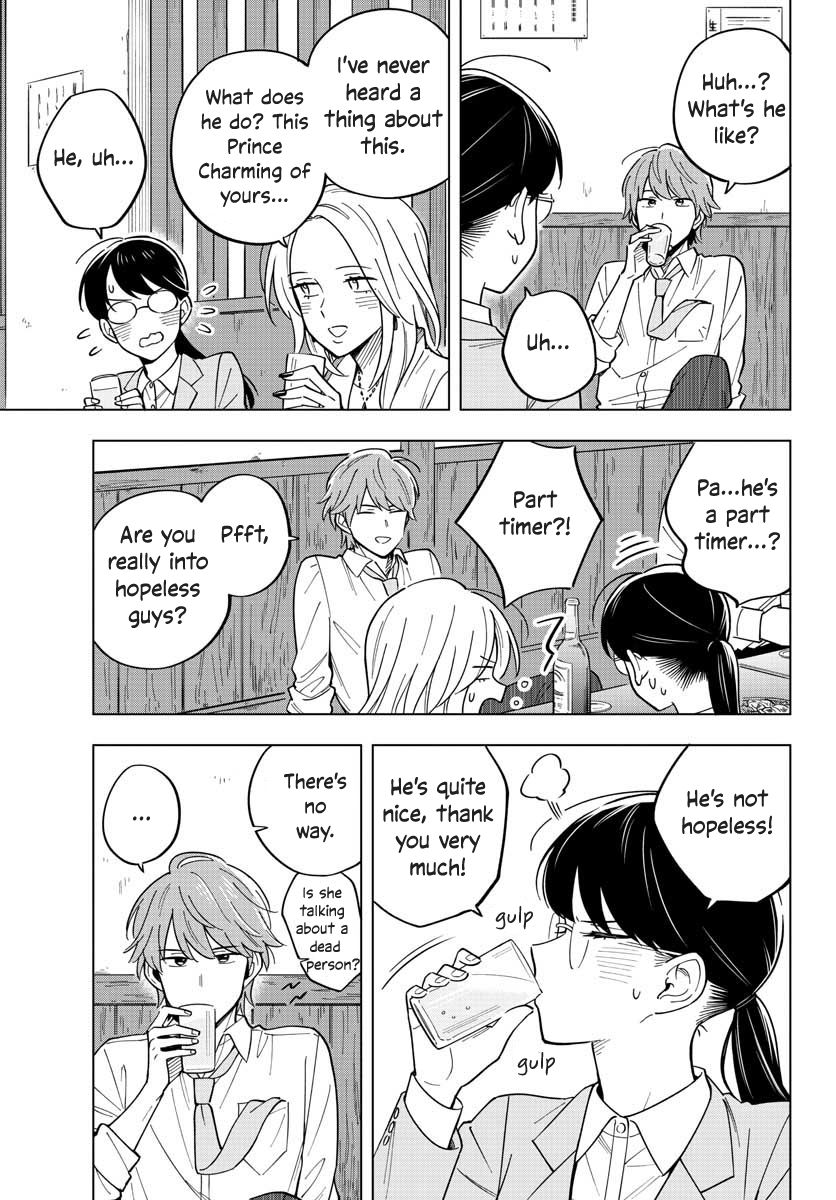 Huh...?
What's he
like?
Uh...
I've never
heard a
thing about
this.
What does
he do? This
Prince
Charming of
yours...
He, uh...
Pa...he's
a part
timer...?
Part
timer?!
Pfft,
Are you
really into
hopeless
guys?
He's not
hopeless!
He's quite
nice, thank
you very
much!
gulp
gulp
There's
no
way.
Is she
talking
about a
dead
person?
...